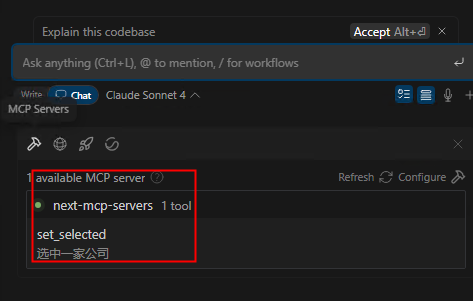 Explain this codebase Accept Alt+⏎ ×
Ask anything (Ctrl+L), @ to mention, / for workflows
Write Chat Claude Sonnet 4
MCP Servers
1 available MCP server Refresh Configure
next-mcp-servers 1 tool
set_selected
选中一家公司